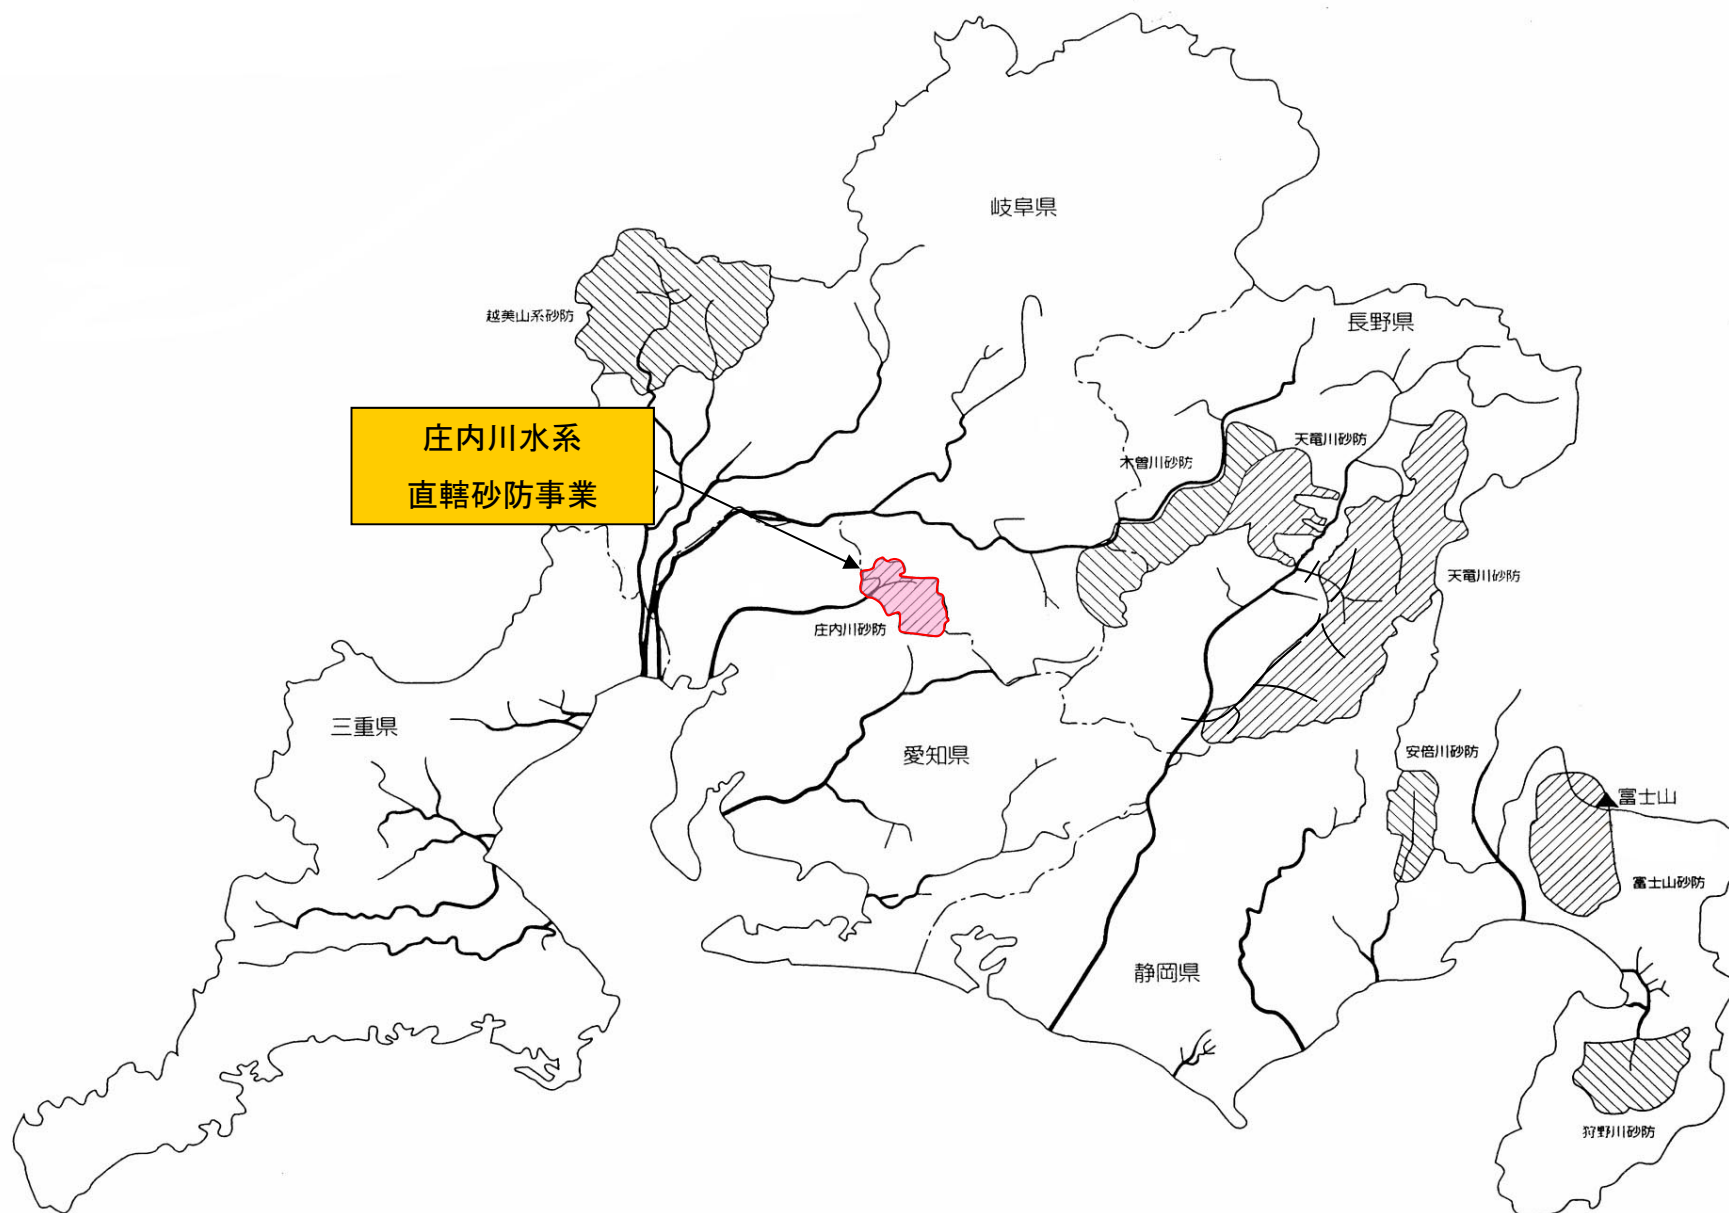 岐阜県
越美山系砂防
長野県
庄内川水系
直轄砂防事業
天竜川砂防
木曽川砂防
天竜川砂防
庄内川砂防
三重県
愛知県
安倍川砂防
富士山
富士山砂防
静岡県
狩野川砂防